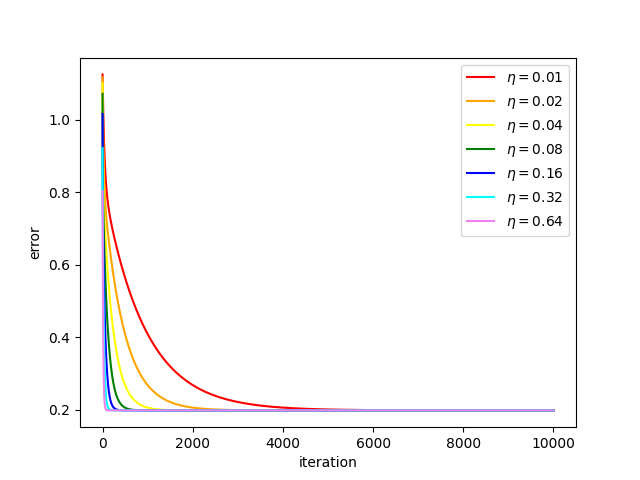 error
1.0
0.8
0.6
0.4
0.2
0
2000
4000
6000
8000
10000
iteration
η = 0.01
η = 0.02
η = 0.04
η = 0.08
η = 0.16
η = 0.32
η = 0.64